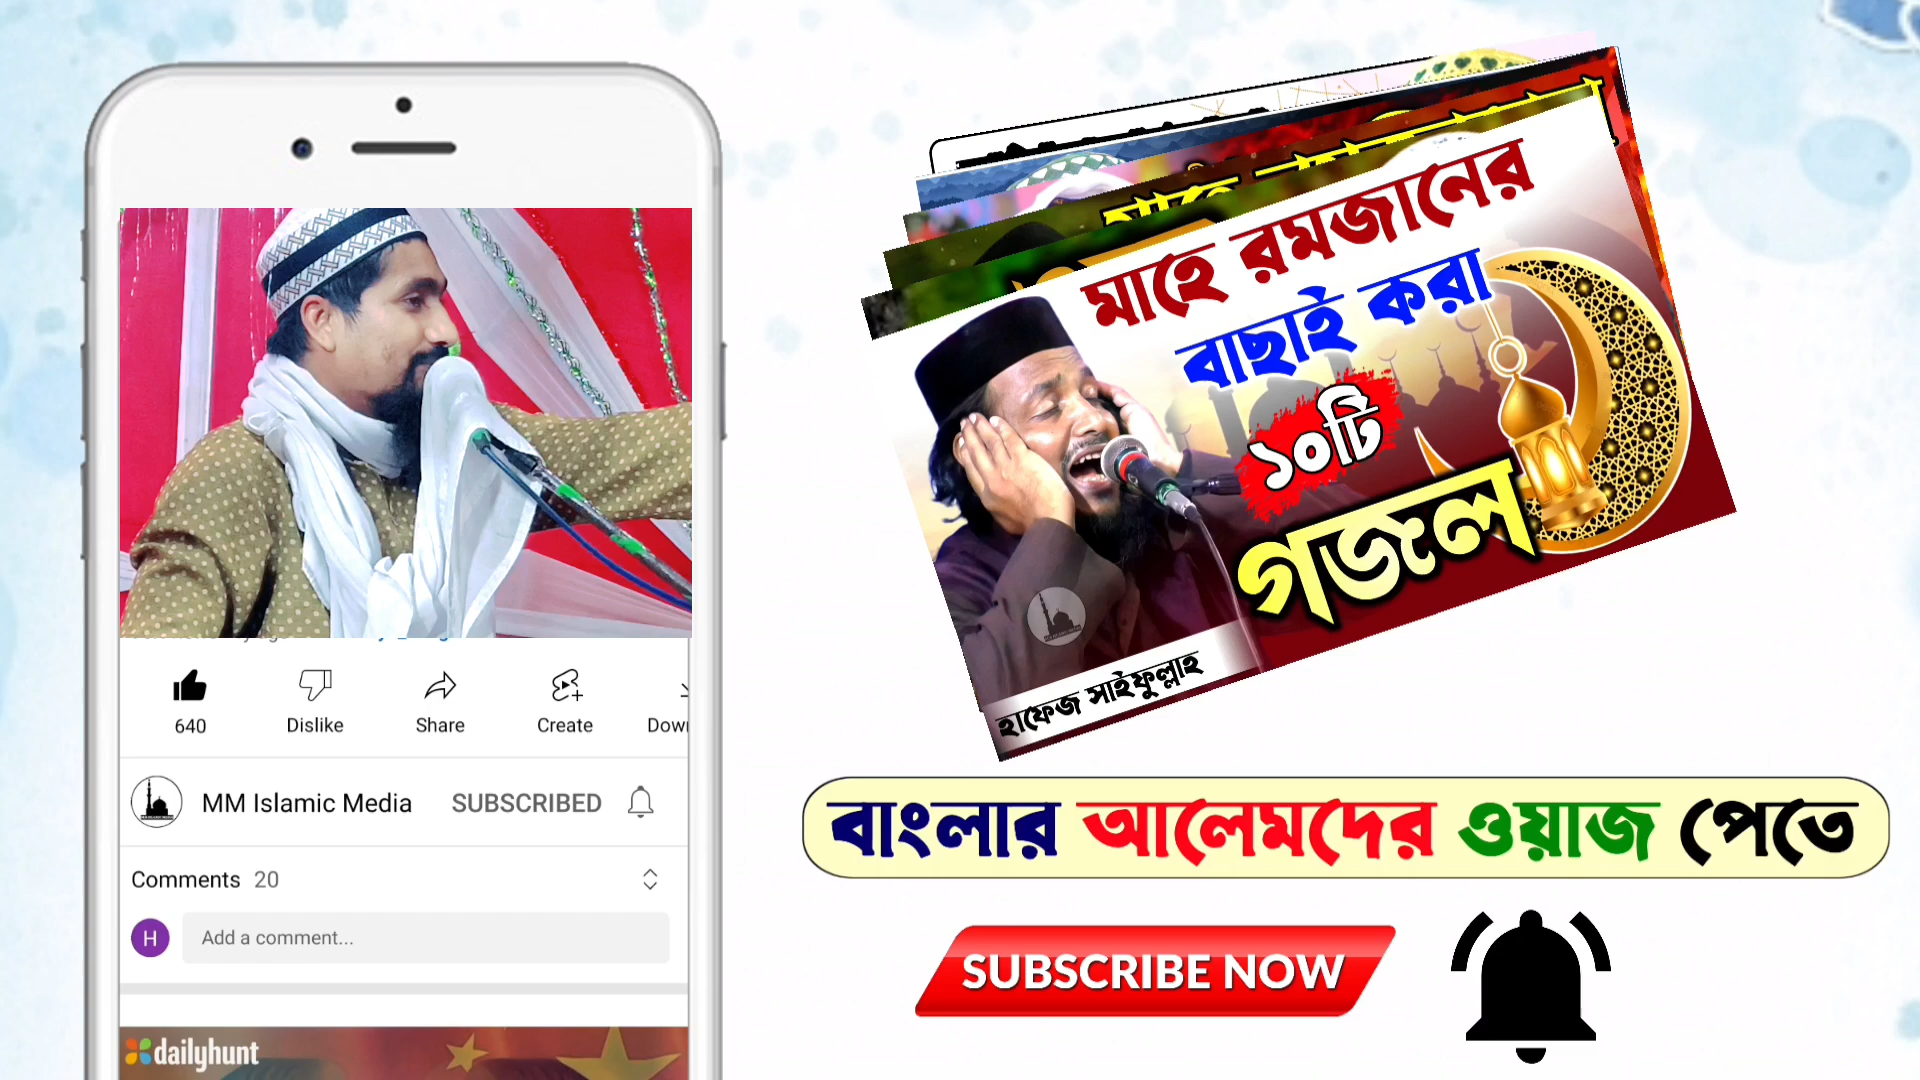 640
Dislike
Share
Create
MM Islamic Media
SUBSCRIBED
Comments 20
H
Add a comment...
dailyhunt
মাহে রমজানের
বাছাই করা
১০টি
গজল
হাফেজ সাইফুল্লাহ
বাংলার আলেমদের ওয়াজ পেতে
SUBSCRIBE NOW